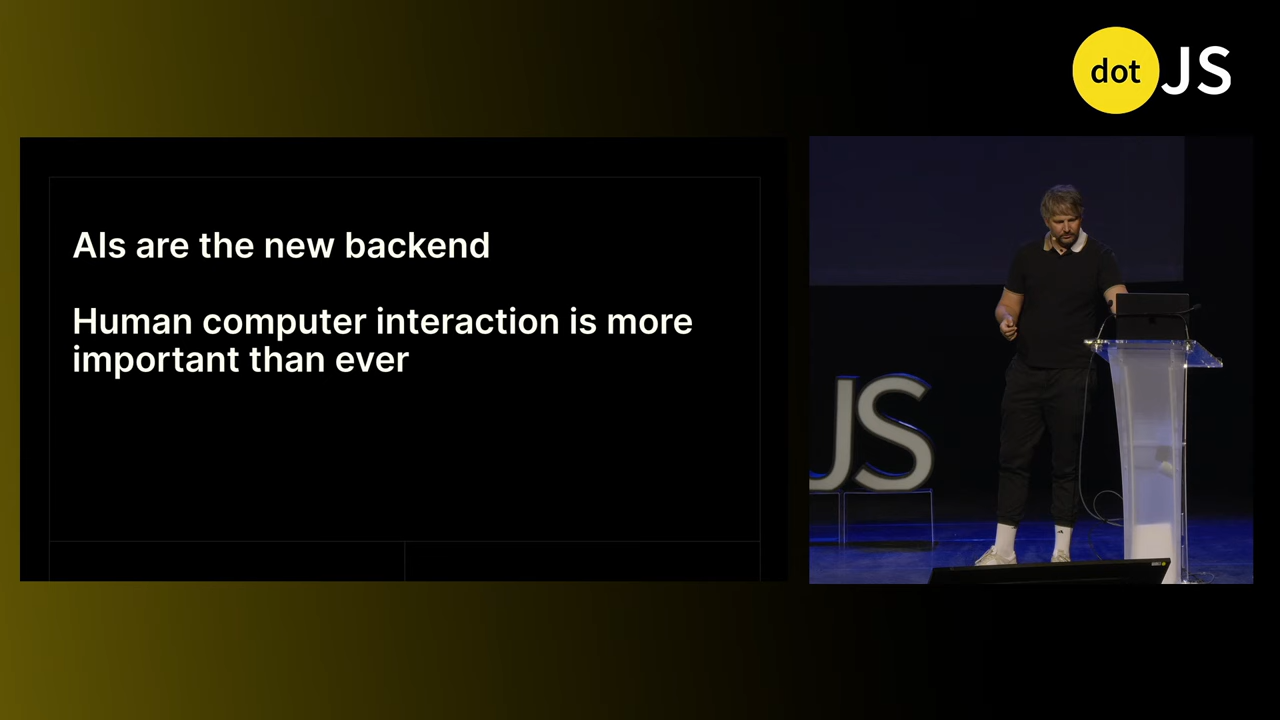 dot JS
AIs are the new backend
Human computer interaction is more
important than ever
JS